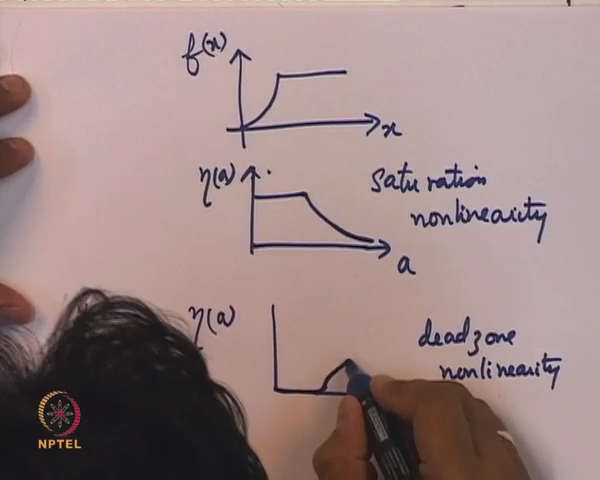 f(x)
x
η(a)
saturation
nonlinearity
a
η(a)
deadzone
nonlinearity
NPTEL